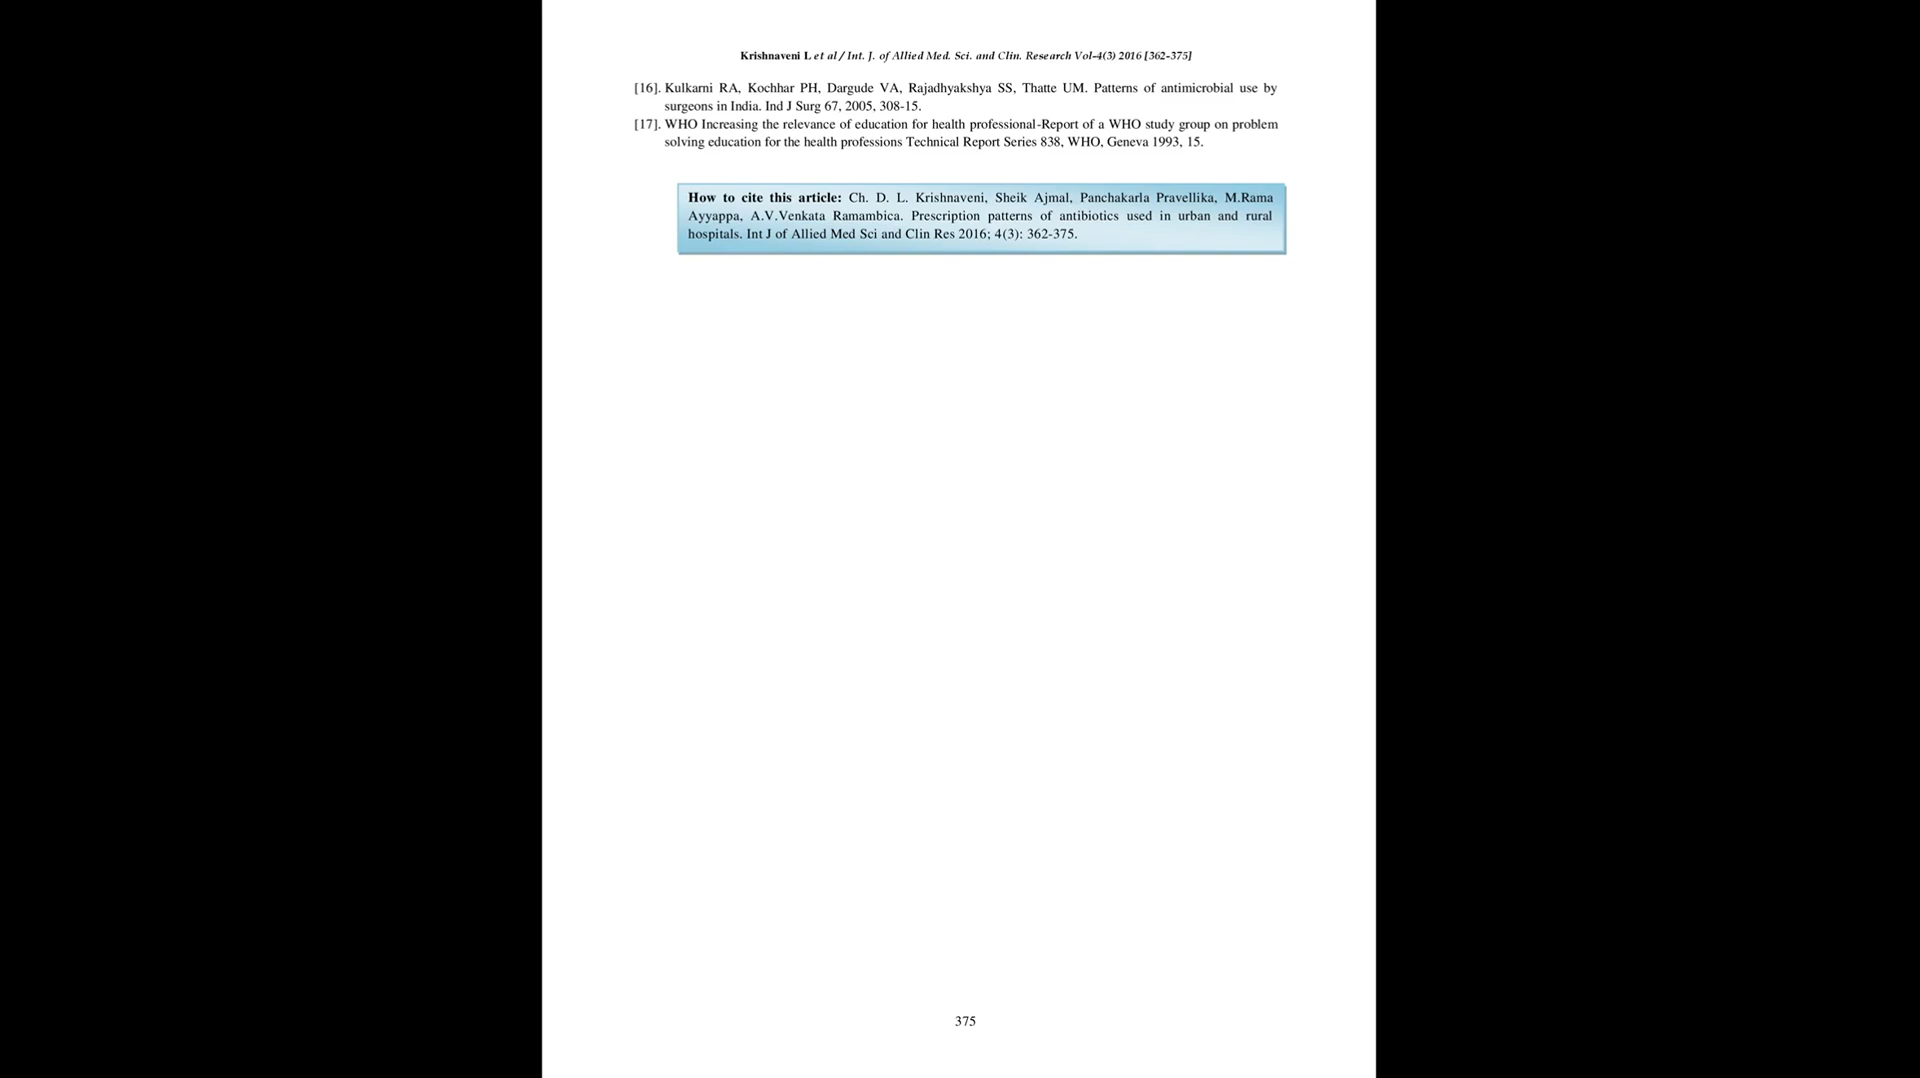 Krishnaveni L et al / Int. J. of Allied Med. Sci. and Clin. Research Vol-4(3) 2016 [362-375]
[16]. Kulkarni RA, Kochhar PH, Dargude VA, Rajadhyakshya SS, Thatte UM. Patterns of antimicrobial use by
surgeons in India. Ind J Surg 67, 2005, 308-15.
[17]. WHO Increasing the relevance of education for health professional-Report of a WHO study group on problem
solving education for the health professions Technical Report Series 838, WHO, Geneva 1993, 15.
How to cite this article: Ch. D. L. Krishnaveni, Sheik Ajmal, Panchakarla Pravellika, M.Rama
Ayyappa, A.V.Venkata Ramambica. Prescription patterns of antibiotics used in urban and rural
hospitals. Int J of Allied Med Sci and Clin Res 2016; 4(3): 362-375.
375